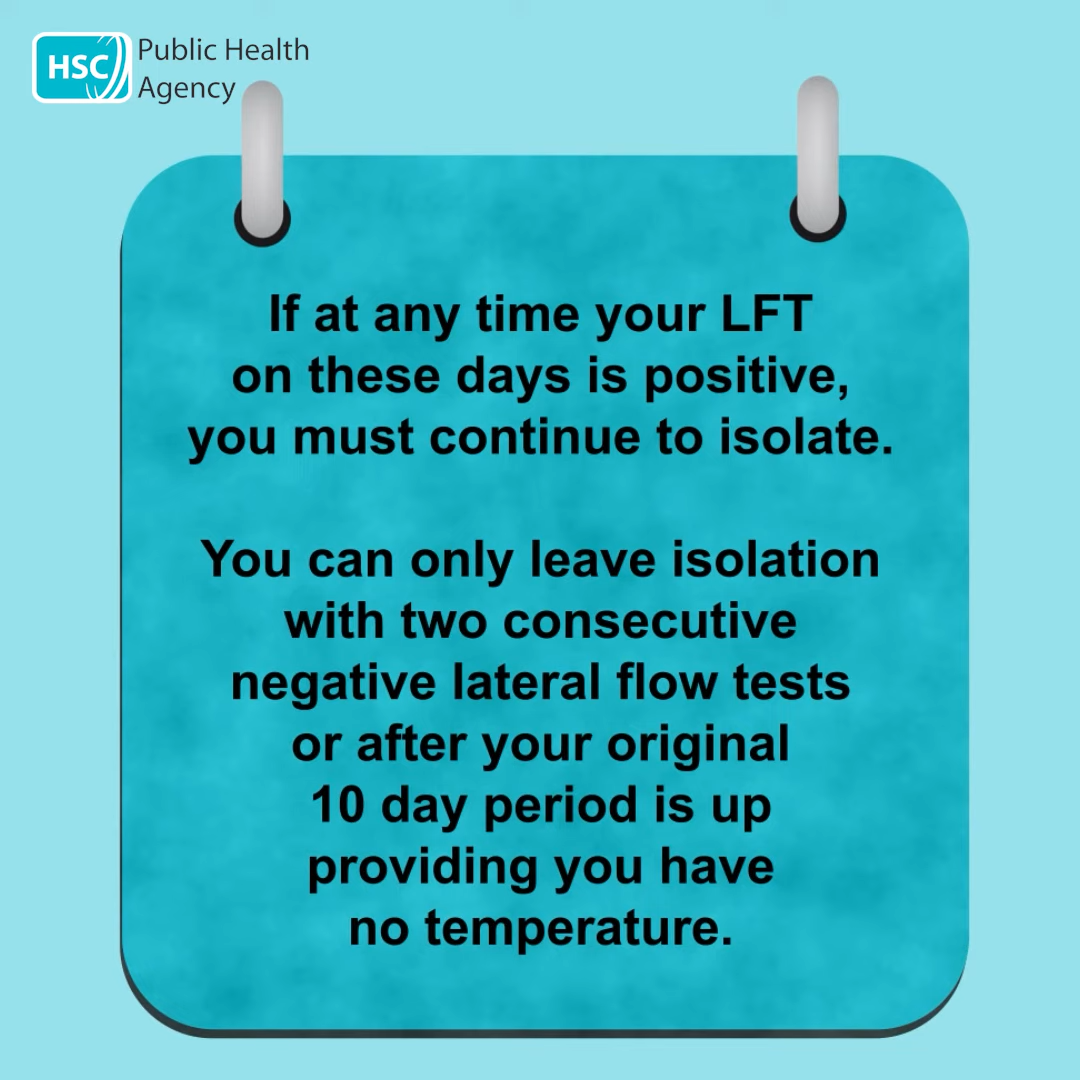 HSC Public Health
Agency
If at any time your LFT
on these days is positive,
you must continue to isolate.
You can only leave isolation
with two consecutive
negative lateral flow tests
or after your original
10 day period is up
providing you have
no temperature.